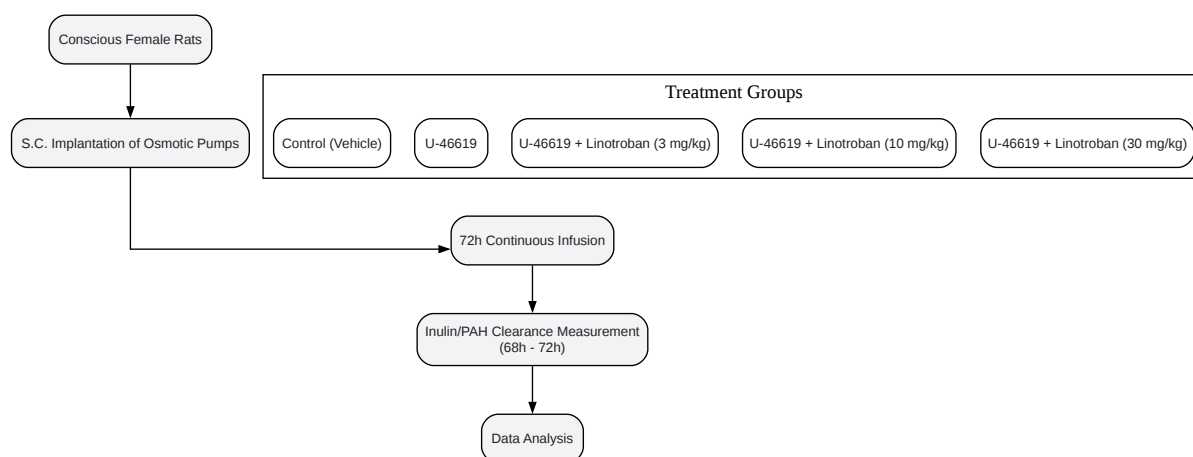 Conscious Female Rats
Treatment Groups
S.C. Implantation of Osmotic Pumps
Control (Vehicle)
U-46619
U-46619 + Linotroban (3 mg/kg)
U-46619 + Linotroban (10 mg/kg)
U-46619 + Linotroban (30 mg/kg)
72h Continuous Infusion
Inulin/PAH Clearance Measurement
(68h - 72h)
Data Analysis